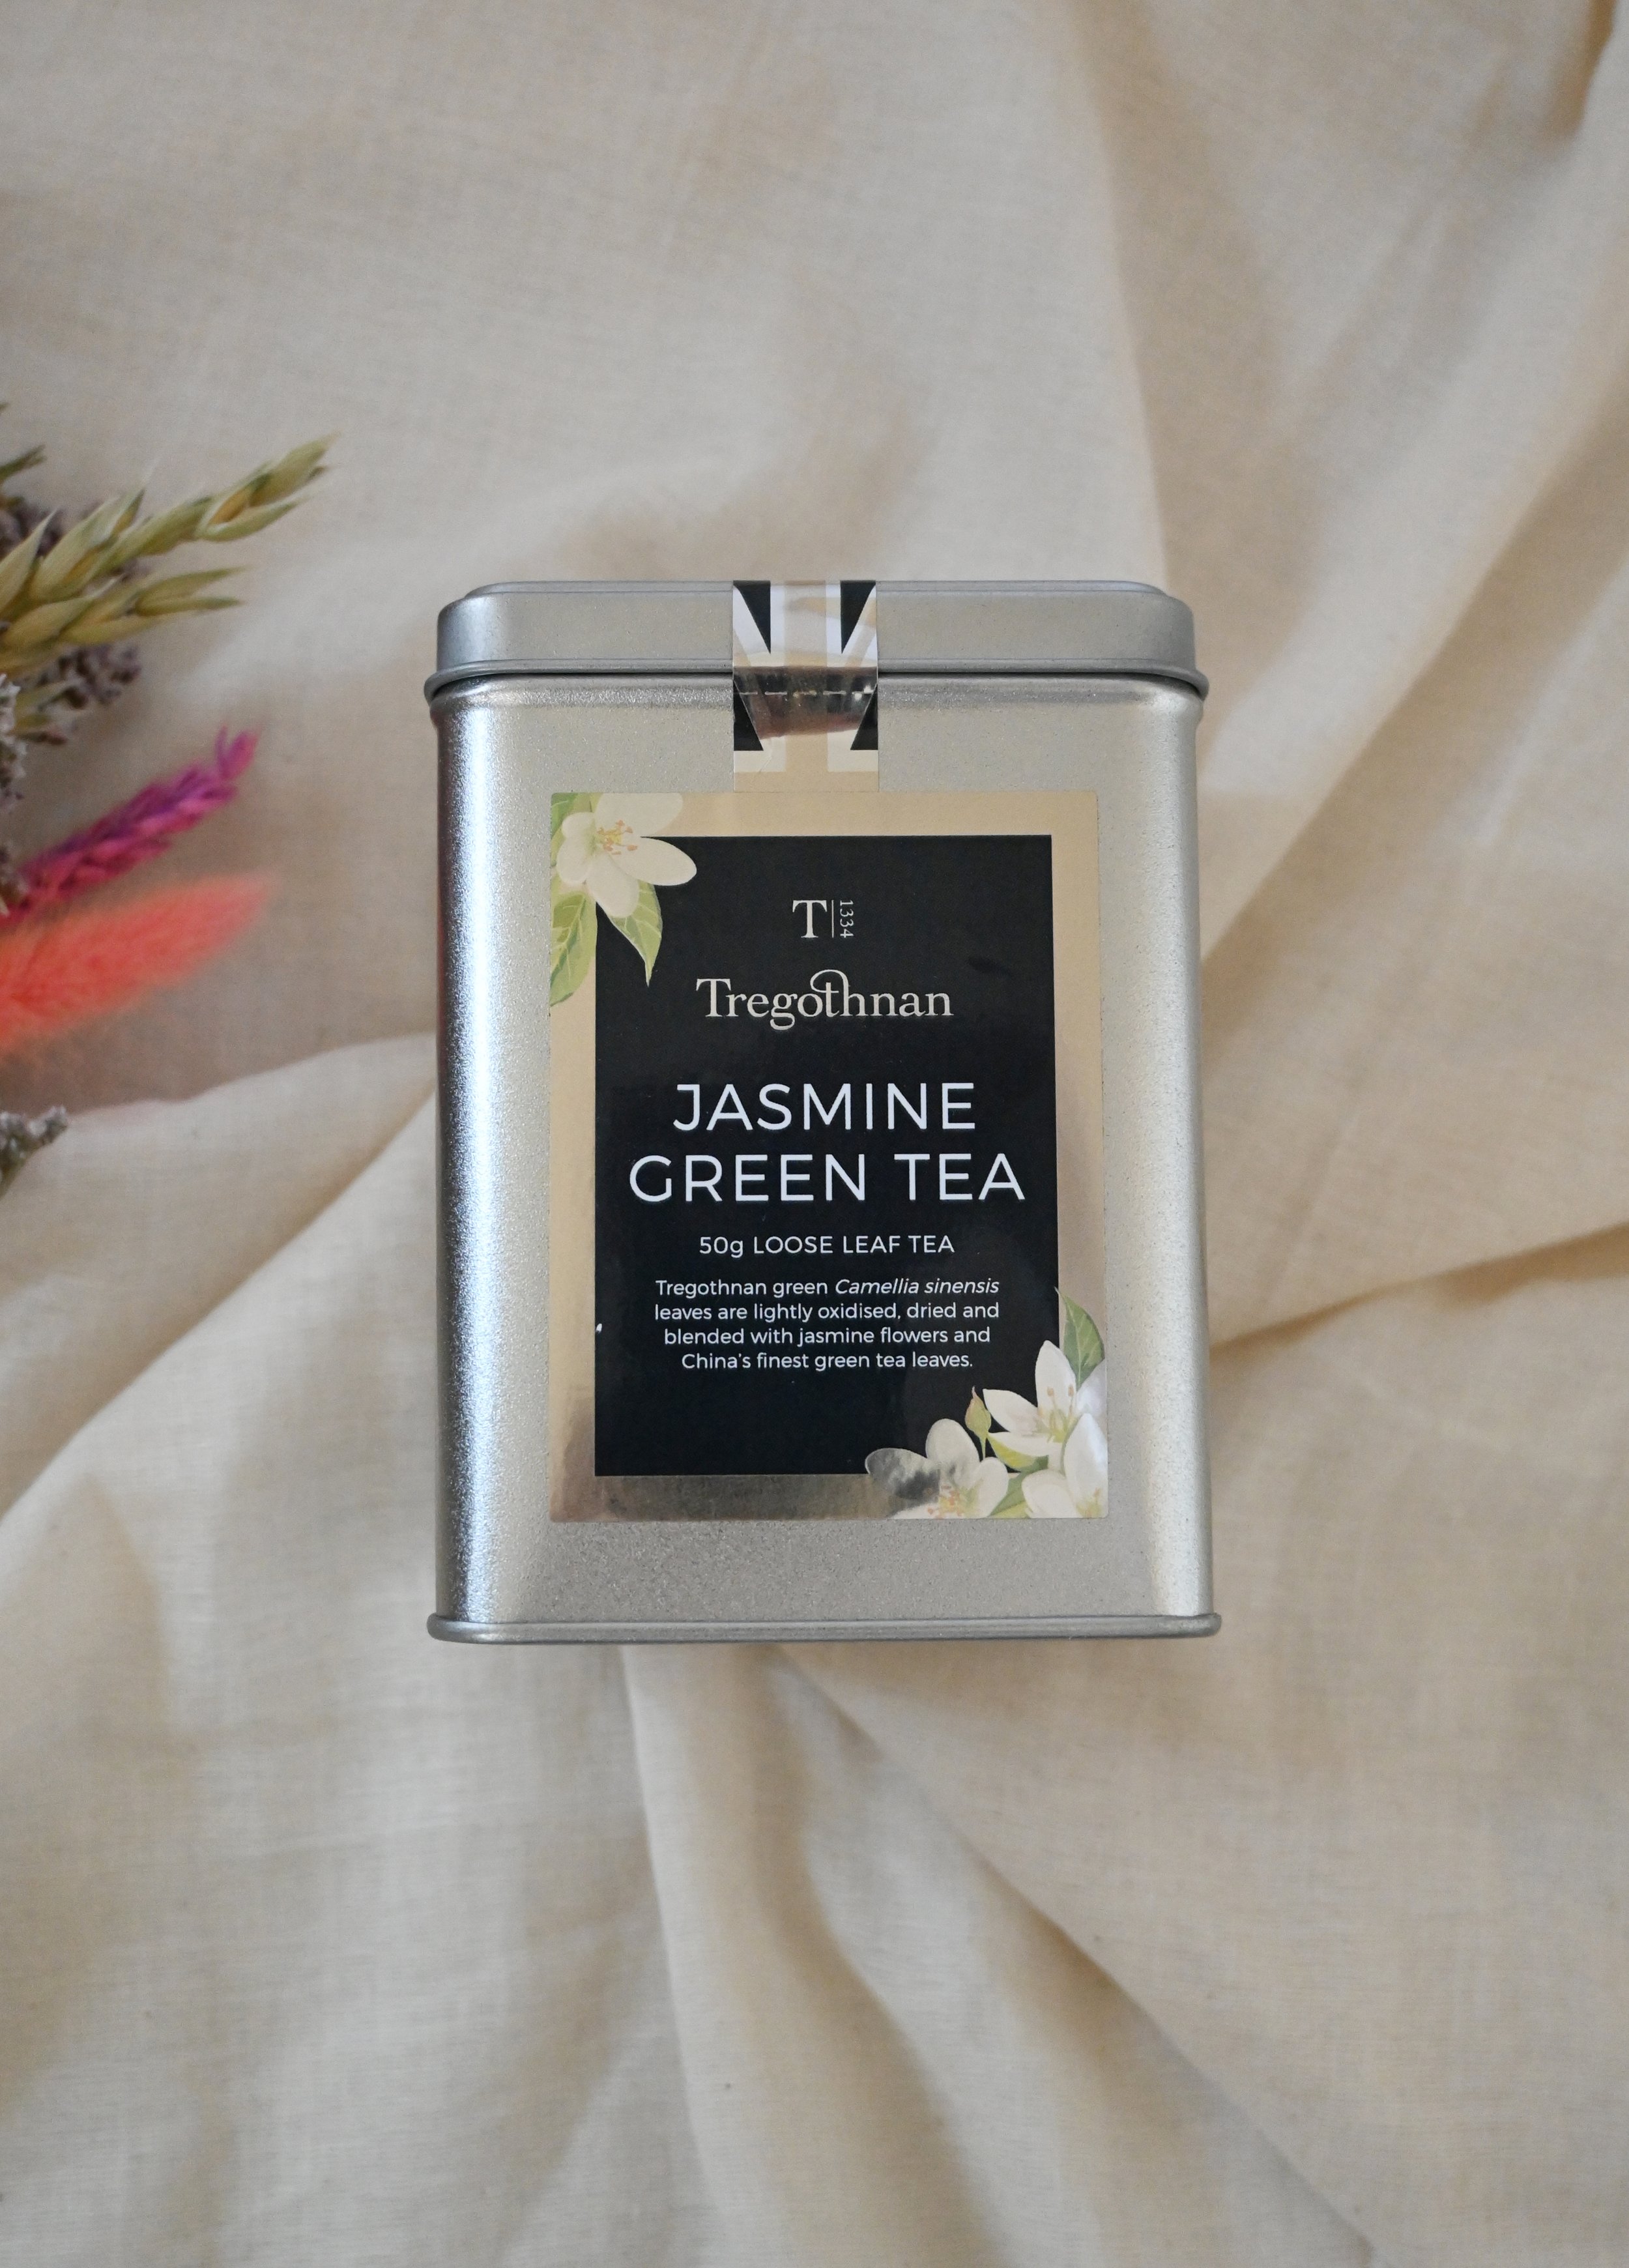 T 1334
Tregothnan
JASMINE
GREEN TEA
50g LOOSE LEAF TEA
Tregothnan green Camellia sinensis
leaves are lightly oxidised, dried and
blended with jasmine flowers and
China's finest green tea leaves.